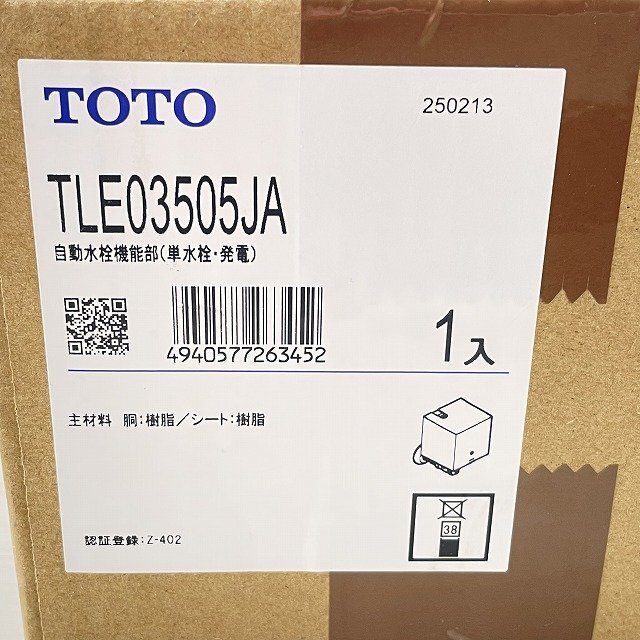 TOTO
250213
TLE03505JA
自動水栓機能部(単水栓・発電)
4940577263452
1入
主材料 胴:樹脂/シート:樹脂
38
認証登録:Z-402